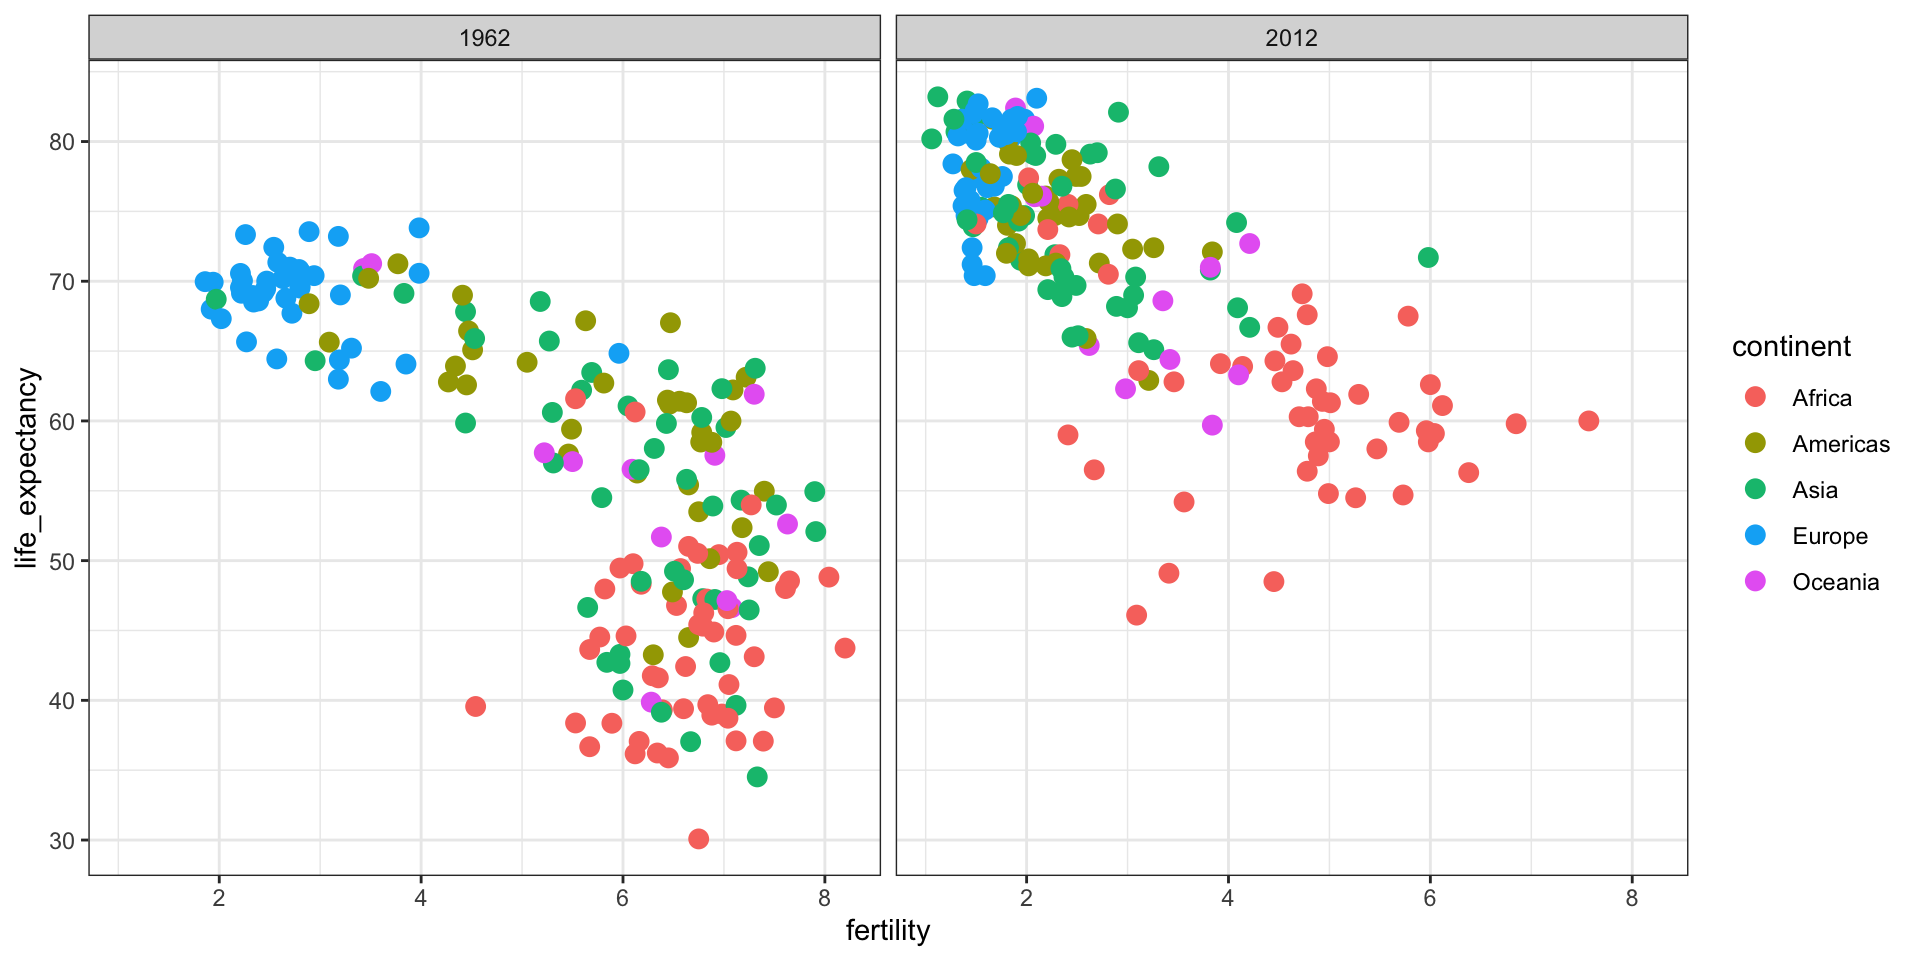 1962
2012
80
70
60
50
40
30
life_expectancy
2 4 6 8
2 4 6 8
fertility
continent
Africa
Americas
Asia
Europe
Oceania